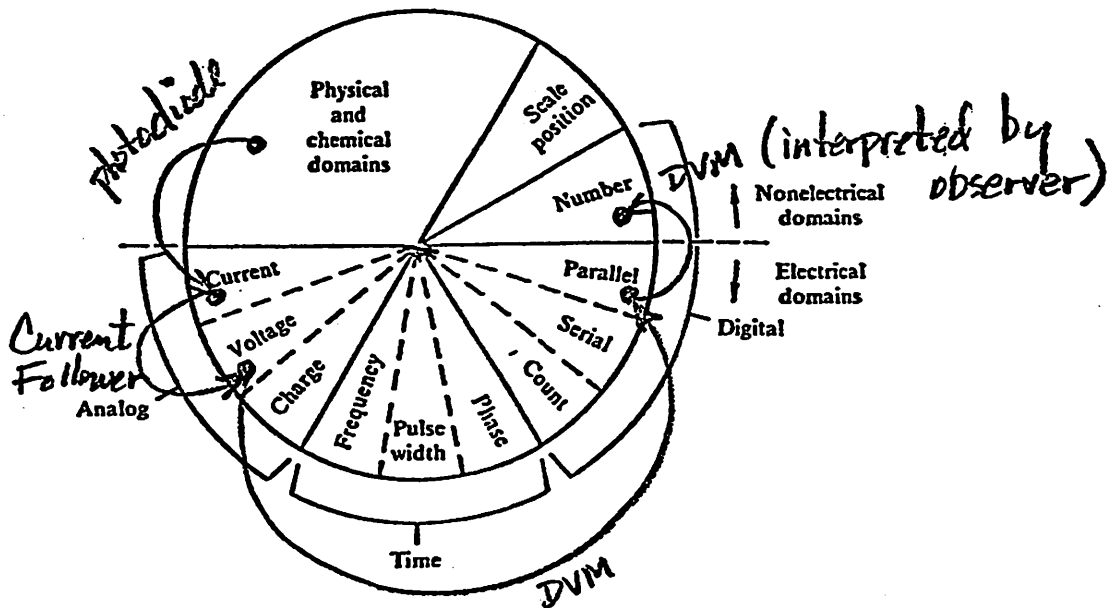 photodiode
Physical
and
chemical
domains
Scale
position
Number
DVM (interpreted by
observer)
Nonelectrical
domains
Electrical
domains
Digital
Parallel
Serial
Count
Phase
Pulse
width
Frequency
Charge
Voltage
Current
Current
Follower
Analog
Time
DVM